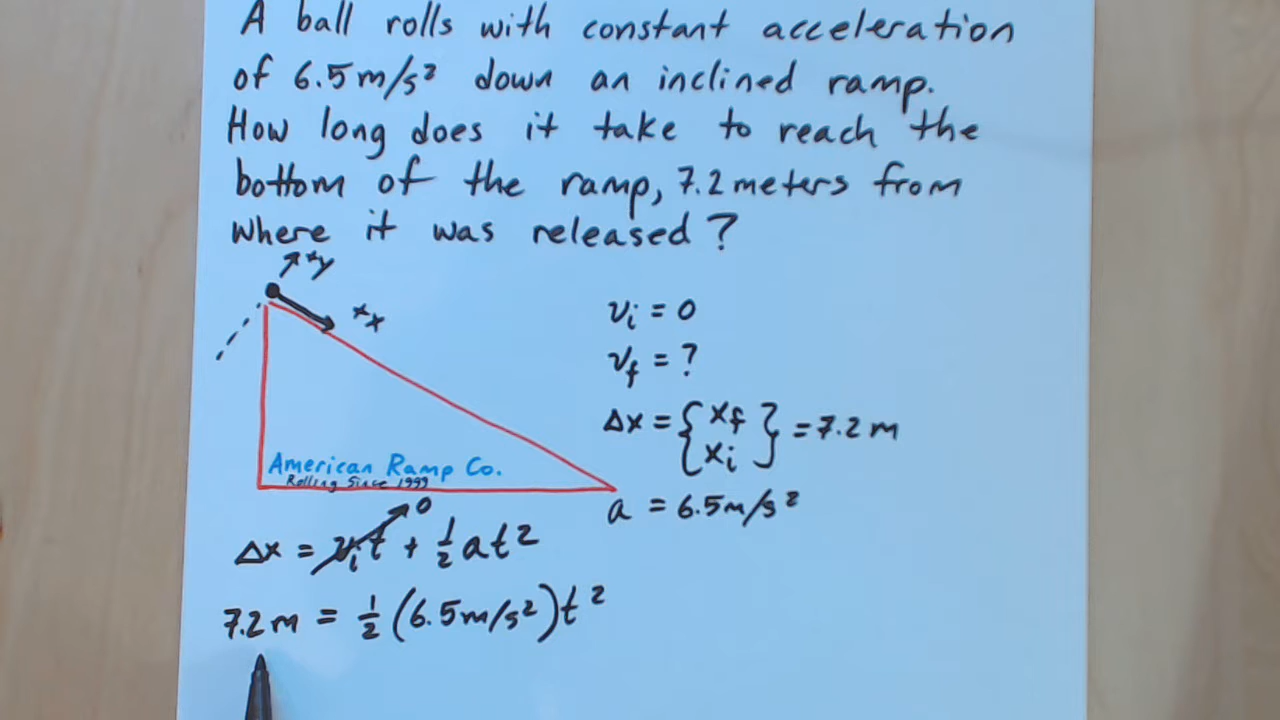 A ball rolls with constant acceleration
of 6.5m/s² down an inclined ramp.
How long does it take to reach the
bottom of the ramp, 7.2 meters from
where it was released?
+y
+x
American Ramp Co.
Rolling Since 1999
vᵢ = 0
v_f = ?
Δx = {x_f xᵢ} = 7.2 m
a = 6.5m/s²
Δx = vᵢt + ½at²
0
7.2m = ½(6.5m/s²)t²